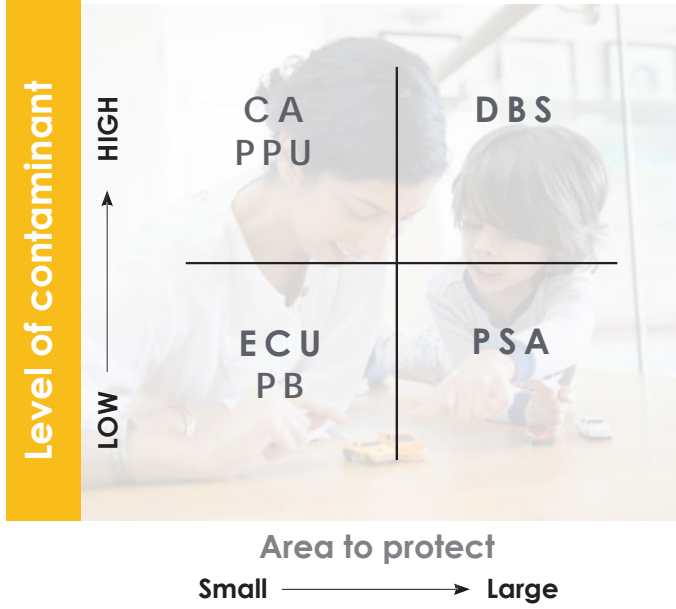 Level of contaminant
HIGH
LOW
CA
PPU
DBS
ECU
PB
PSA
Area to protect
Small
Large